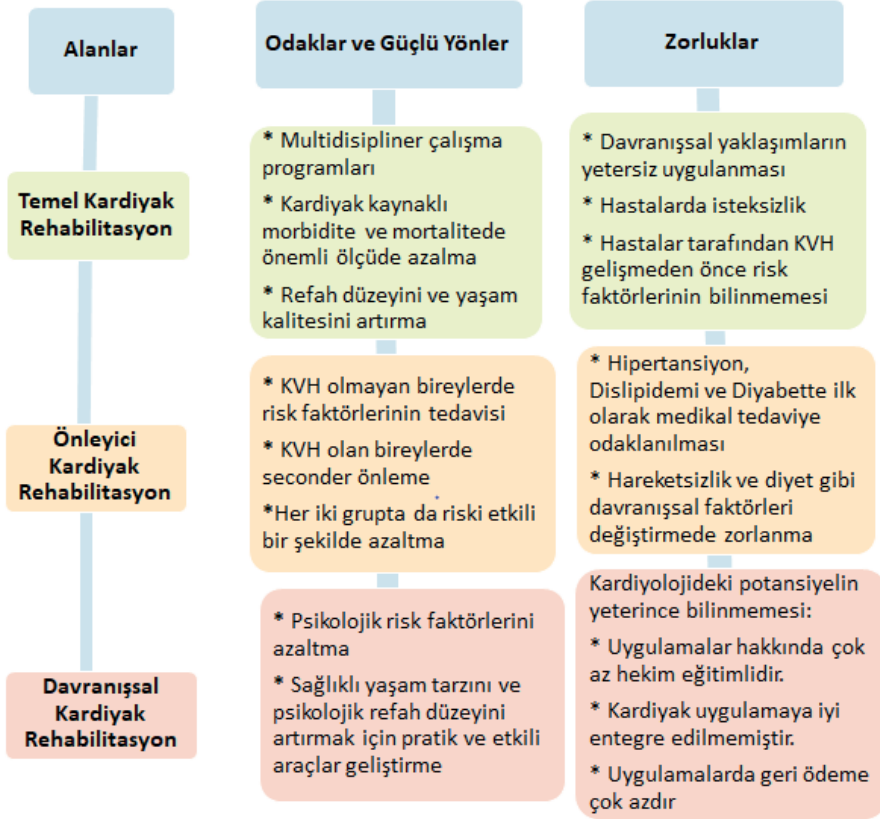 Alanlar
Odaklar ve Güçlü Yönler
Zorluklar
Temel Kardiyak
Rehabilitasyon
* Multidisipliner çalışma
programları
* Kardiyak kaynaklı
morbidite ve mortalitede
önemli ölçüde azalma
* Refah düzeyini ve yaşam
kalitesini artırma
* Davranışsal yaklaşımların
yetersiz uygulanması
* Hastalarda isteksizlik
* Hastalar tarafından KVH
gelişmeden önce risk
faktörlerinin bilinmemesi
Önleyici
Kardiyak
Rehabilitasyon
* KVH olmayan bireylerde
risk faktörlerinin tedavisi
* KVH olan bireylerde
seconder önleme
*Her iki grupta da riski etkili
bir şekilde azaltma
* Hipertansiyon,
Dislipidemi ve Diyabette ilk
olarak medikal tedaviye
odaklanılması
* Hareketsizlik ve diyet gibi
davranışsal faktörleri
değiştirmede zorlanma
Davranışsal
Kardiyak
Rehabilitasyon
* Psikolojik risk faktörlerini
azaltma
* Sağlıklı yaşam tarzını ve
psikolojik refah düzeyini
artırmak için pratik ve etkili
araçlar geliştirme
Kardiyolojideki potansiyelin
yeterince bilinmemesi:
* Uygulamalar hakkında çok
az hekim eğitimlidir.
* Kardiyak uygulamaya iyi
entegre edilmemiştir.
* Uygulamalarda geri ödeme
çok azdır